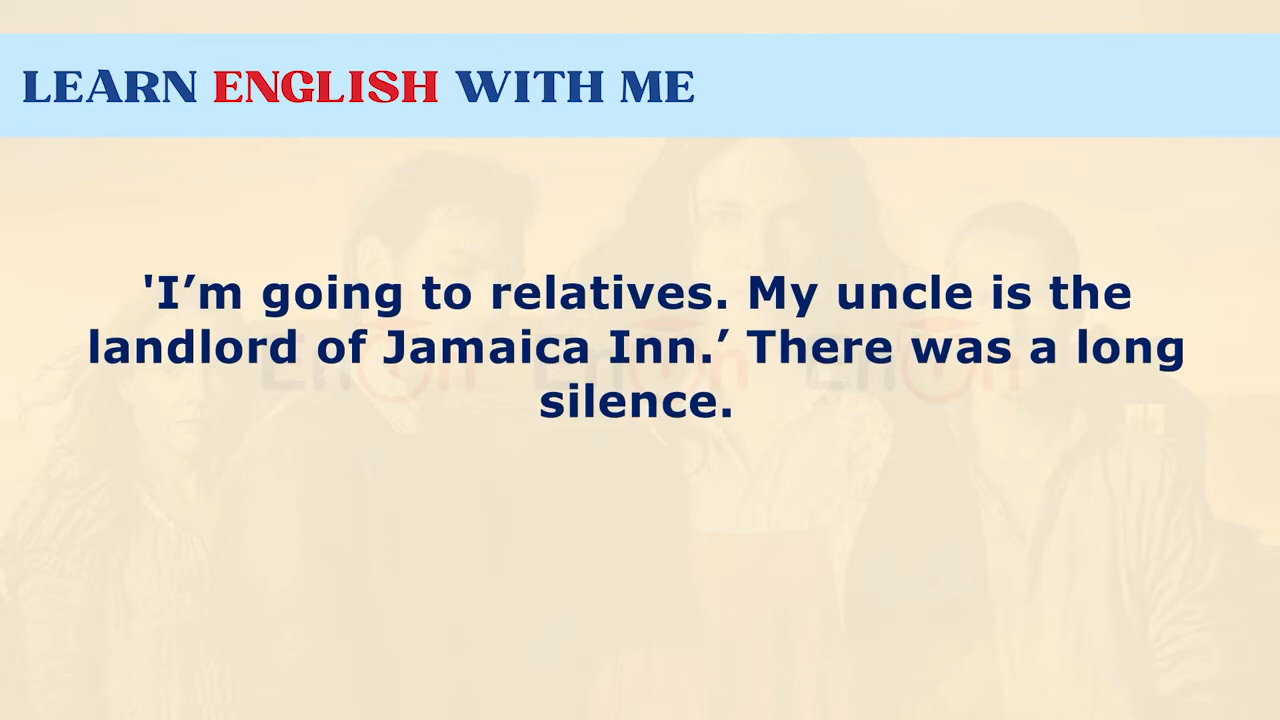 LEARN ENGLISH WITH ME
'I’m going to relatives. My uncle is the
landlord of Jamaica Inn.’ There was a long
silence.